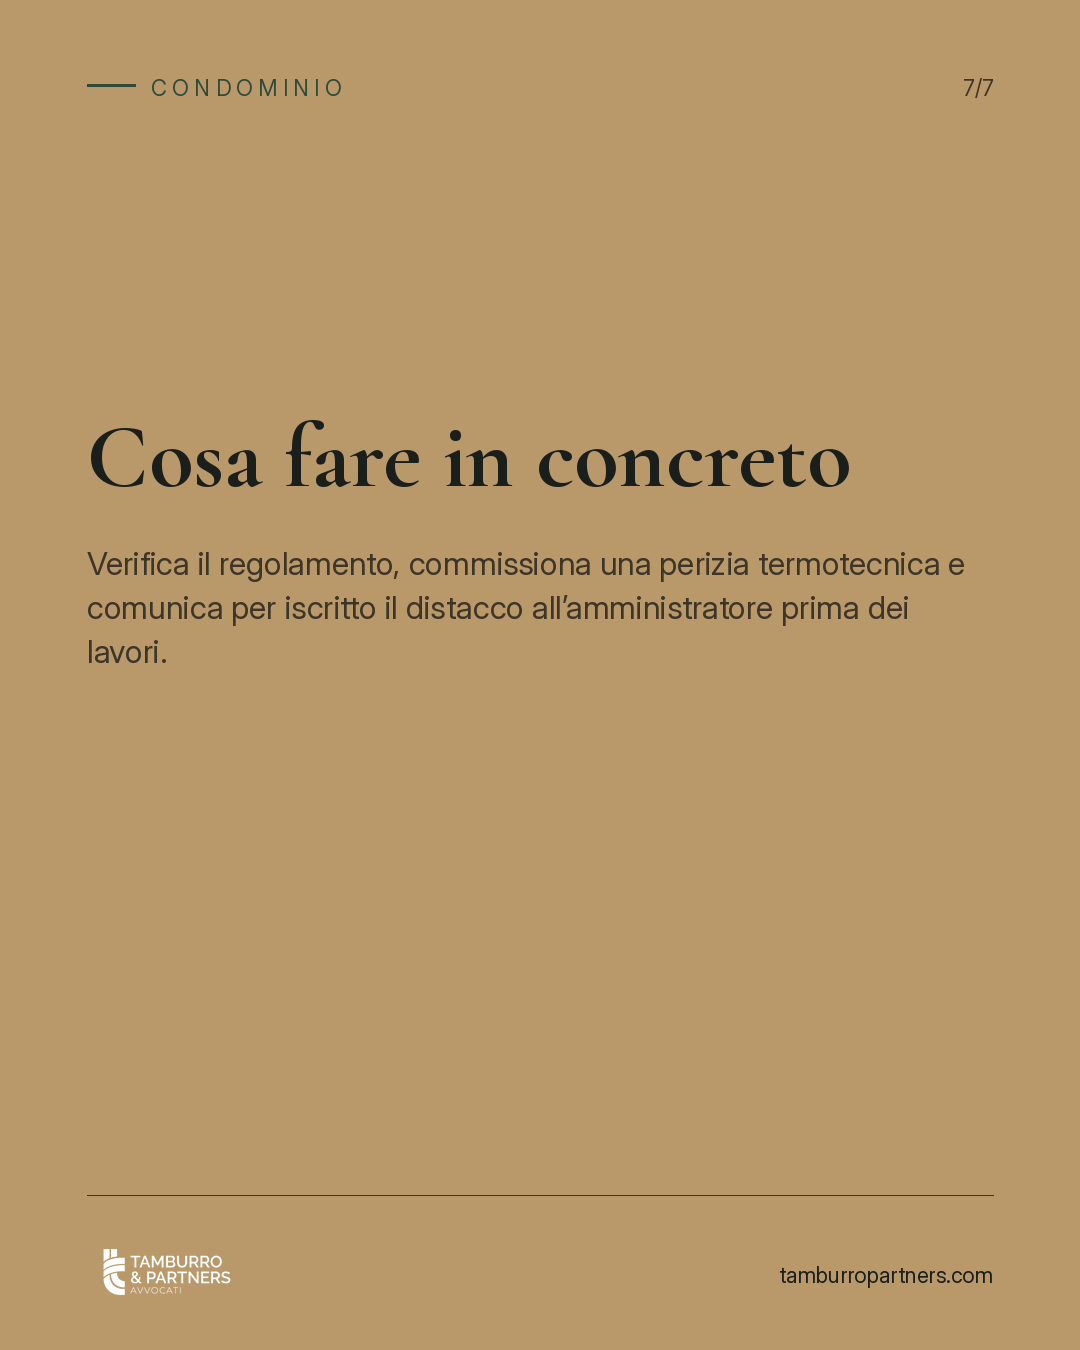 CONDOMINIO
7/7
Cosa fare in concreto
Verifica il regolamento, commissiona una perizia termotecnica e
comunica per iscritto il distacco all’amministratore prima dei
lavori.
TAMBURRO
& PARTNERS
AVVOCATI
tamburropartners.com